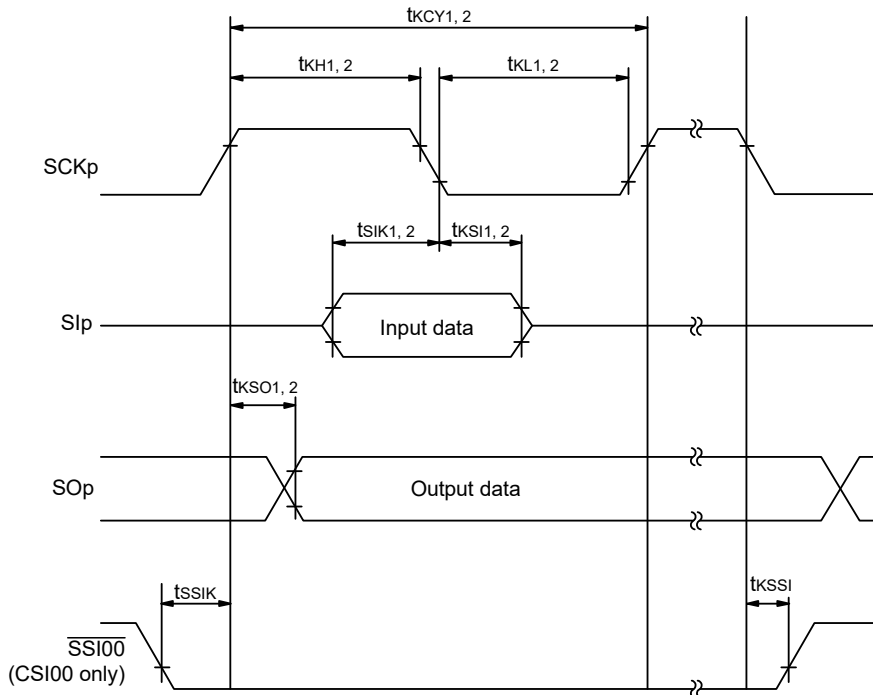 tKCY1, 2
tKH1, 2
tKL1, 2
SCKp
tSIK1, 2
tKSI1, 2
SIp
Input data
tKSO1, 2
SOp
Output data
tSSIK
tKSSI
SSI00
(CSI00 only)